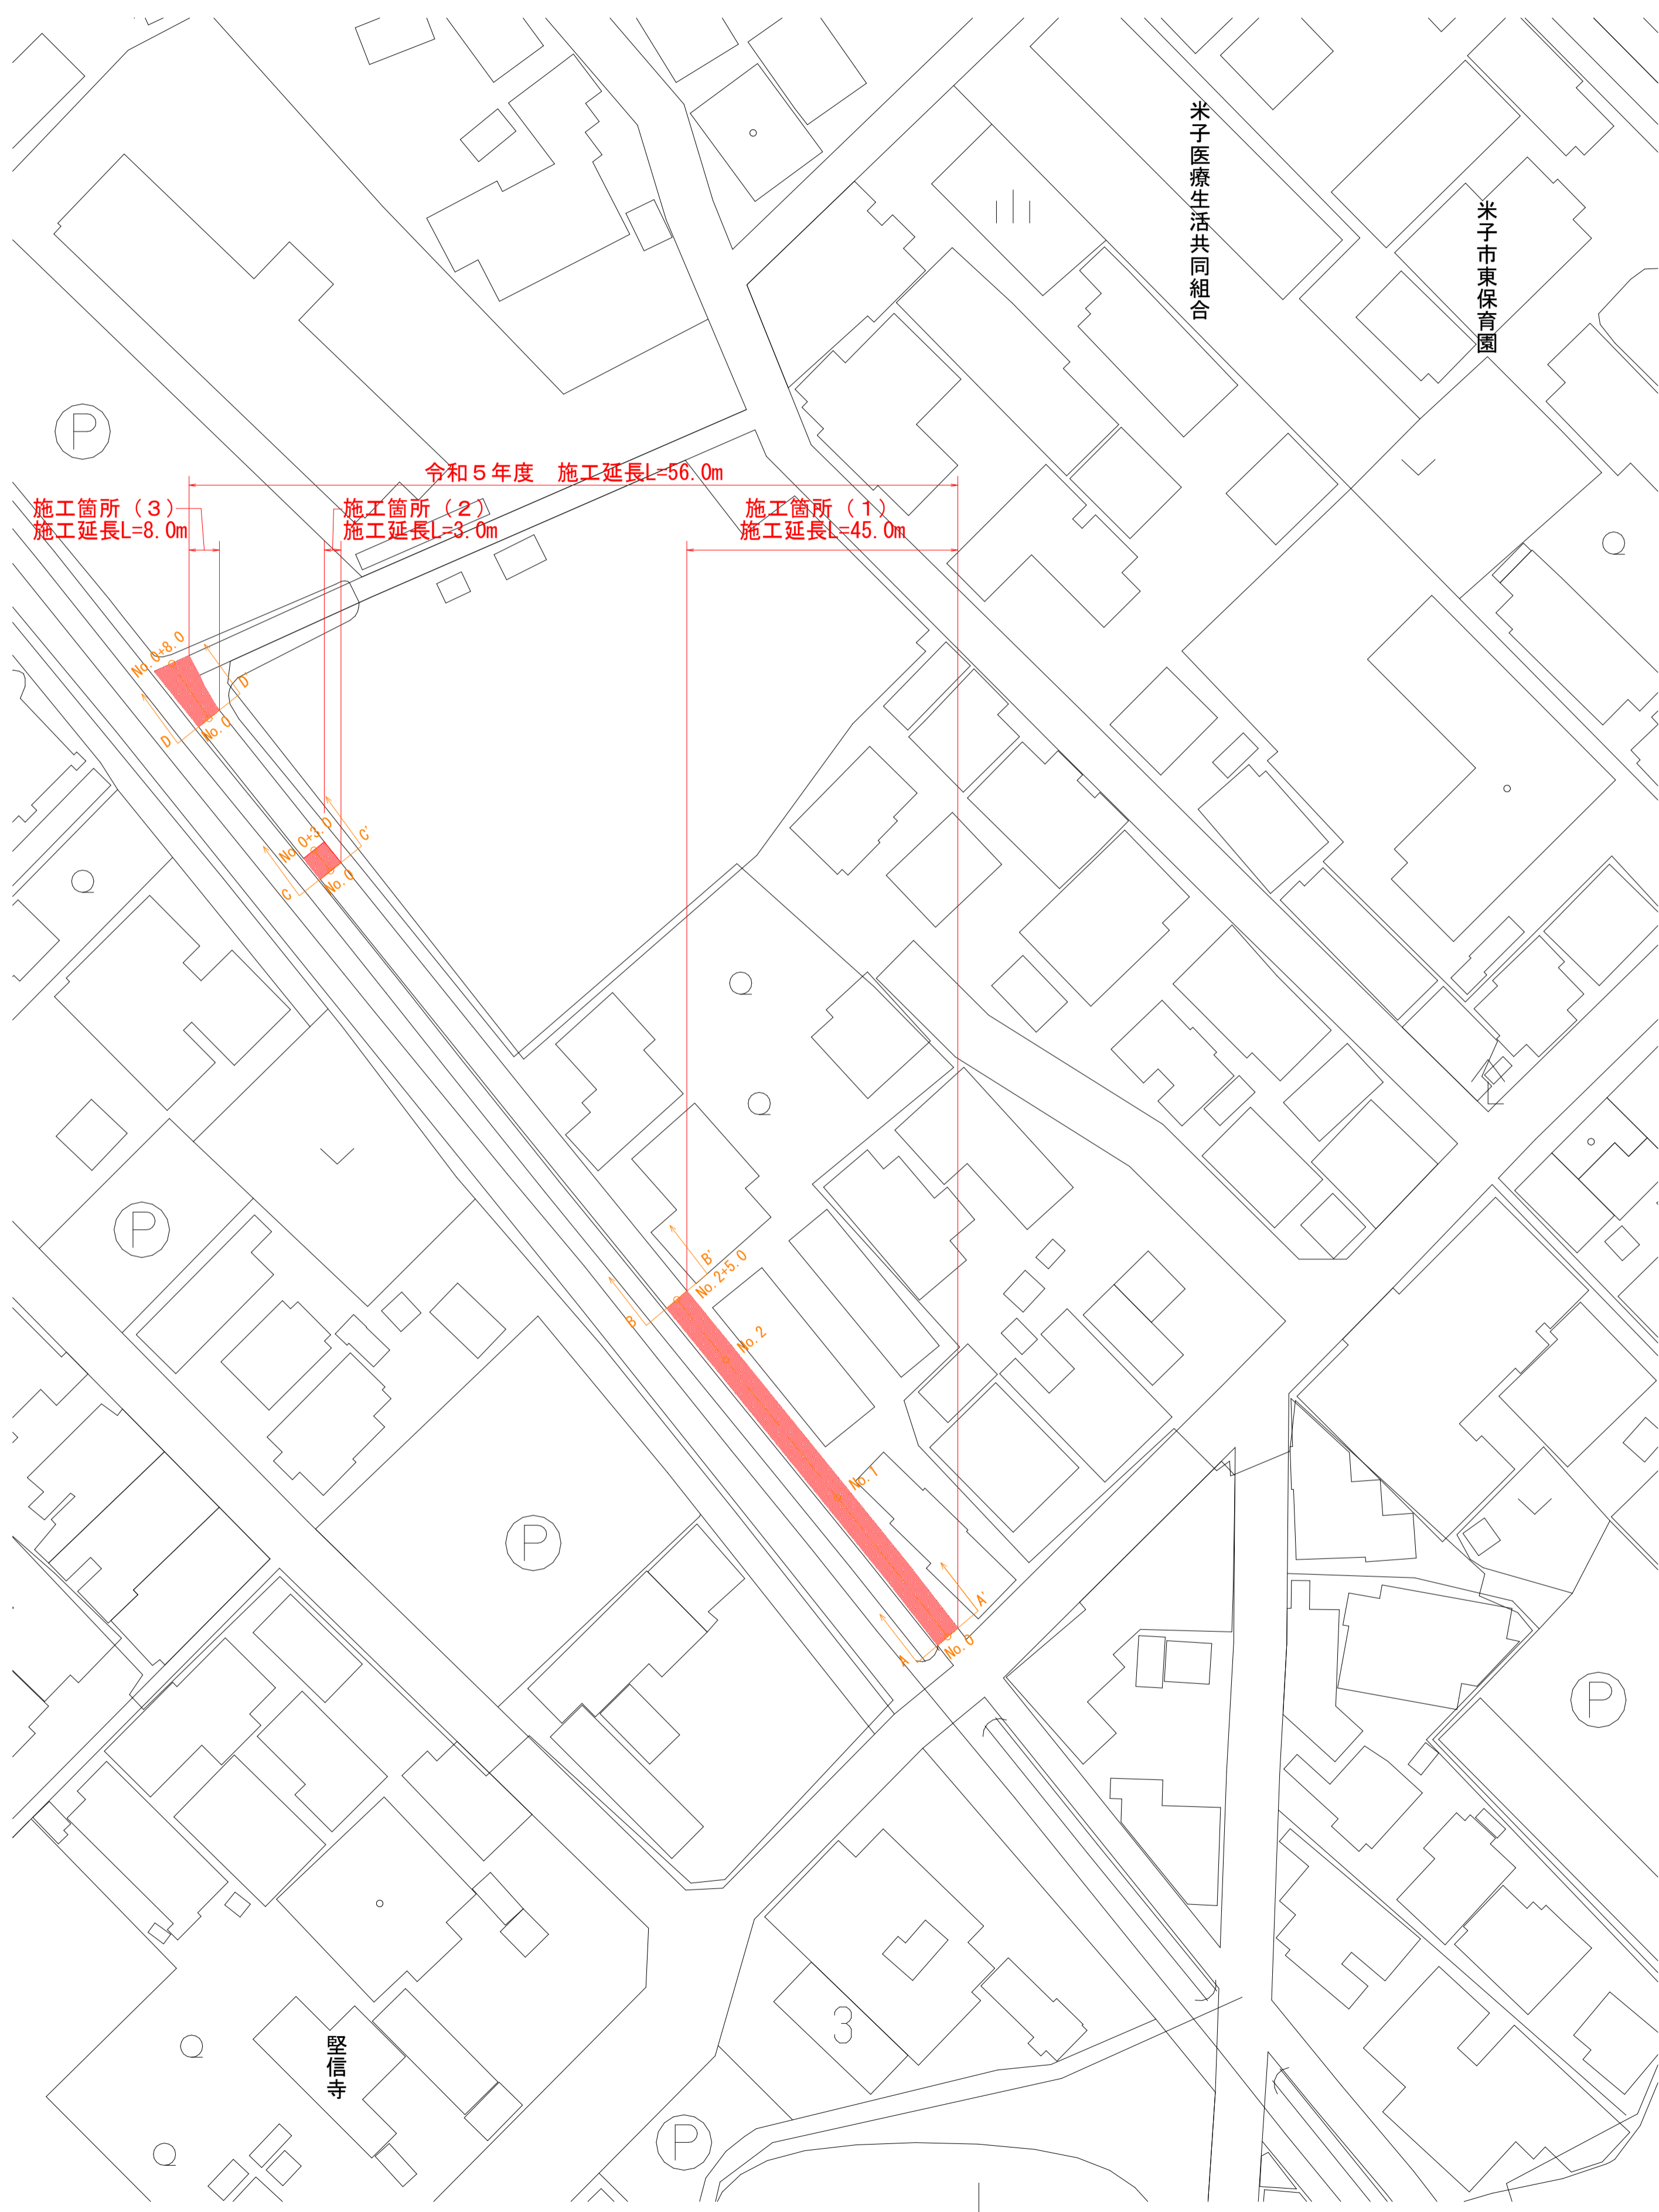 米子医療生活共同組合
米子市東保育園
P
令和５年度　施工延長L=56.0m
施工箇所（３）
施工延長L=8.0m
施工箇所（２）
施工延長L=3.0m
施工箇所（１）
施工延長L=45.0m
No.0+8.0
D'
D
No.0
No.0+3.0
C'
C
No.0
P
B'
No.2+5.0
B
No.2
No.1
P
A'
A
No.0
P
3
堅信寺
P